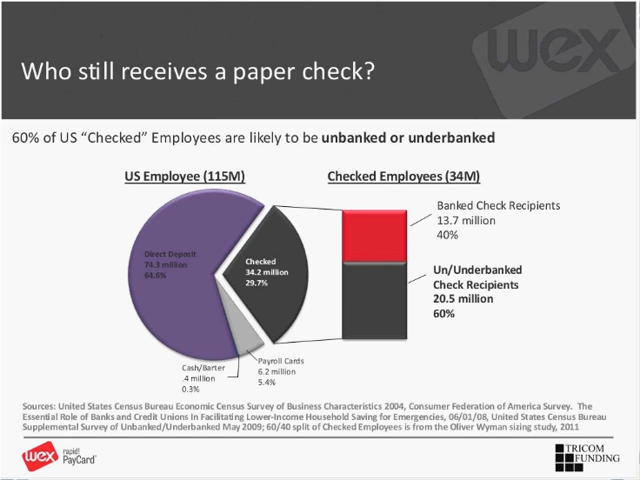 wex
Who still receives a paper check?
60% of US “Checked” Employees are likely to be unbanked or underbanked
US Employee (115M)
Checked Employees (34M)
Direct Deposit
74.3 million
64.6%
Checked
34.2 million
29.7%
Cash/Barter
.4 million
0.3%
Payroll Cards
6.2 million
5.4%
Banked Check Recipients
13.7 million
40%
Un/Underbanked
Check Recipients
20.5 million
60%
Sources: United States Census Bureau Economic Census Survey of Business Characteristics 2004, Consumer Federation of America Survey. The
Essential Role of Banks and Credit Unions In Facilitating Lower-Income Household Saving for Emergencies, 06/01/08, United States Census Bureau
Supplemental Survey of Unbanked/Underbanked May 2009; 60/40 split of Checked Employees is from the Oliver Wyman sizing study, 2011
wex
rapid!
PayCard
TRICOM
FUNDING